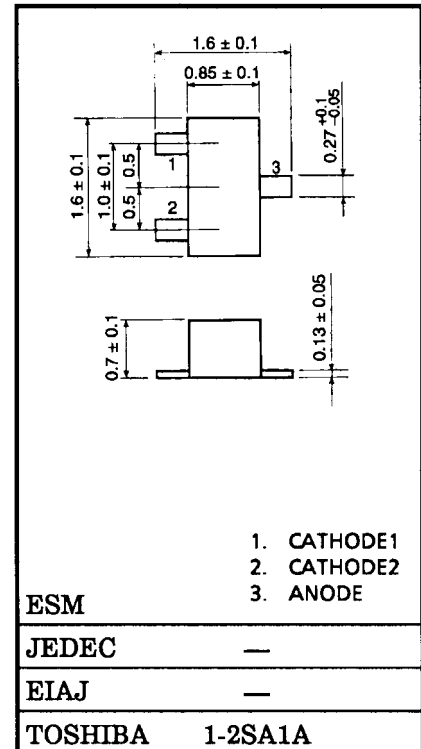 1.6 ± 0.1
0.85 ± 0.1
1.6 ± 0.1
1.0 ± 0.1
0.5
0.5
1
2
3
0.27 +0.1 -0.05
0.7 ± 0.1
0.13 ± 0.05
1. CATHODE1
2. CATHODE2
3. ANODE
ESM
JEDEC —
EIAJ —
TOSHIBA 1-2SA1A